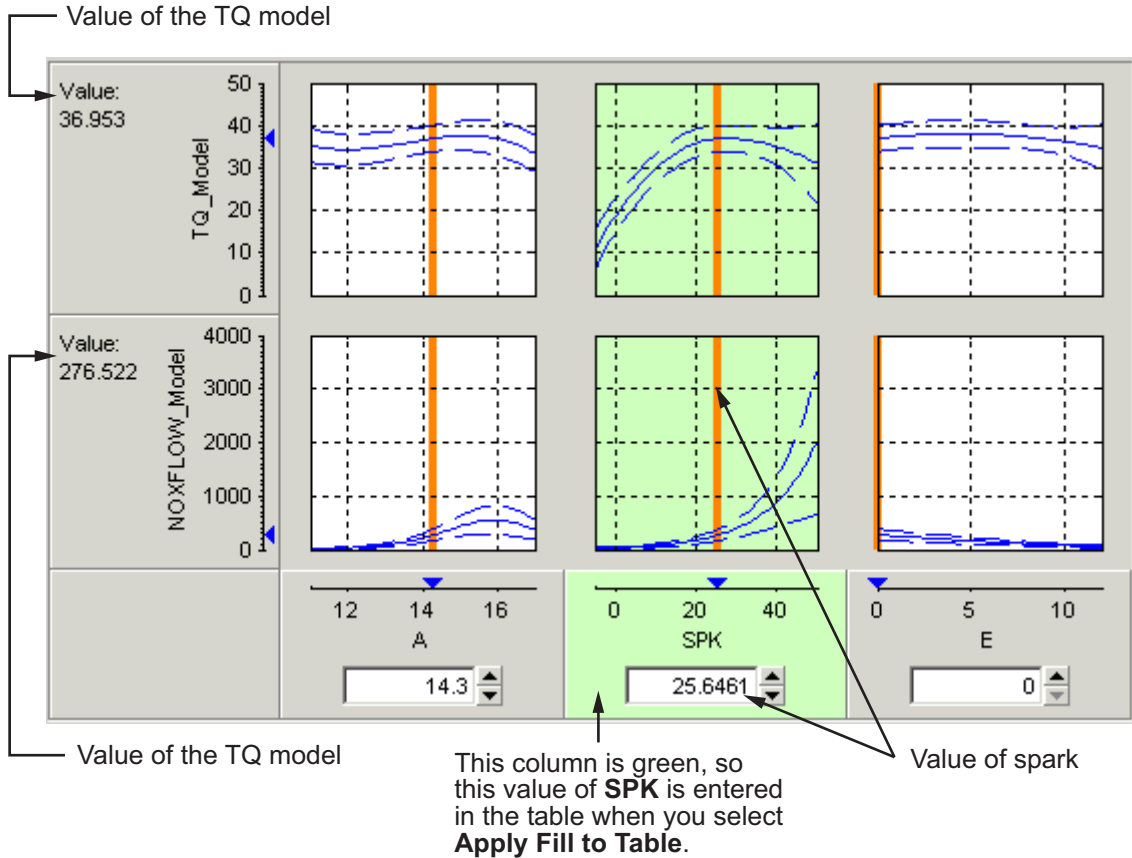 Value of the TQ model
Value:
36.953
TQ_Model
50
40
30
20
10
0
Value:
276.522
NOXFLOW_Model
4000
3000
2000
1000
0
12 14 16
A
14.3
0 20 40
SPK
25.6461
0 5 10
E
0
Value of the TQ model
This column is green, so
this value of SPK is entered
in the table when you select
Apply Fill to Table.
Value of spark